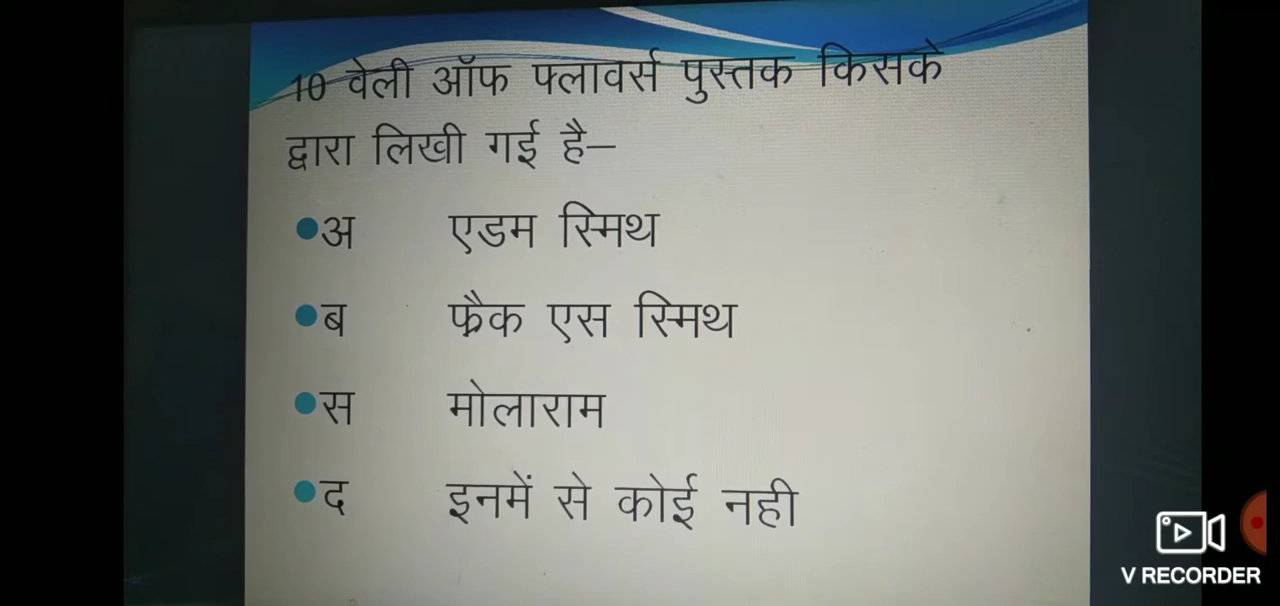 10 वेली ऑफ फ्लावर्स पुस्तक किसके
द्वारा लिखी गई है–
●अ एडम स्मिथ
●ब फ्रैक एस स्मिथ
●स मोलाराम
●द इनमें से कोई नही
V RECORDER